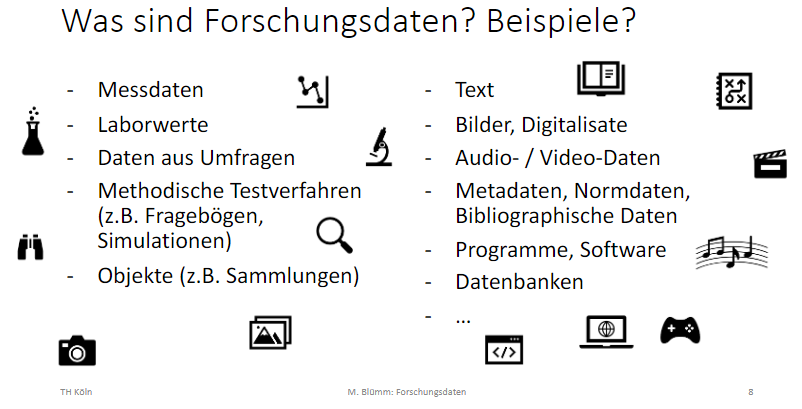 Was sind Forschungsdaten? Beispiele?
- Messdaten
- Laborwerte
- Daten aus Umfragen
- Methodische Testverfahren
(z.B. Fragebögen,
Simulationen)
- Objekte (z.B. Sammlungen)
- Text
- Bilder, Digitalisate
- Audio- / Video-Daten
- Metadaten, Normdaten,
Bibliographische Daten
- Programme, Software
- Datenbanken
- ...
TH Köln
M. Blümm: Forschungsdaten
8